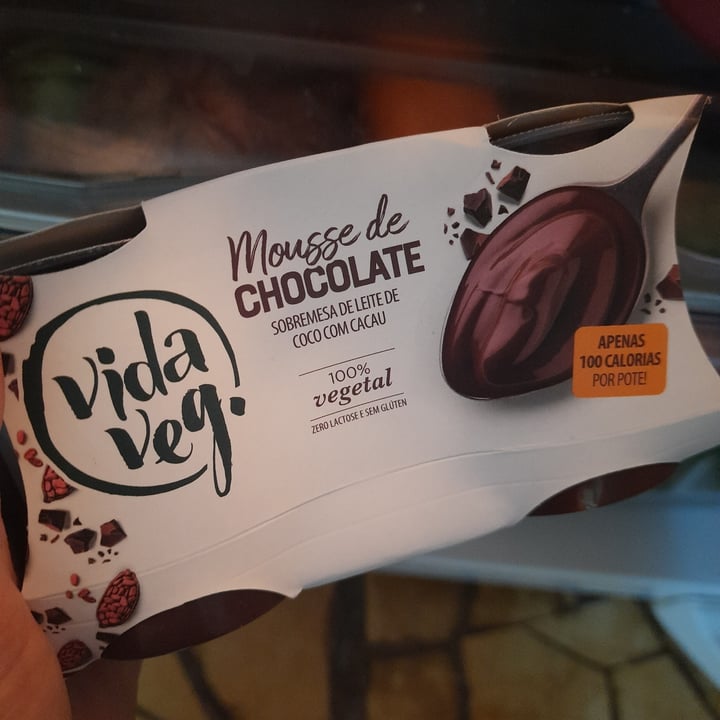 vida
veg.
Mousse de
CHOCOLATE
SOBREMESA DE LEITE DE
COCO COM CACAU
100%
vegetal
ZERO LACTOSE E SEM GLÚTEN
APENAS
100 CALORIAS
POR POTE!